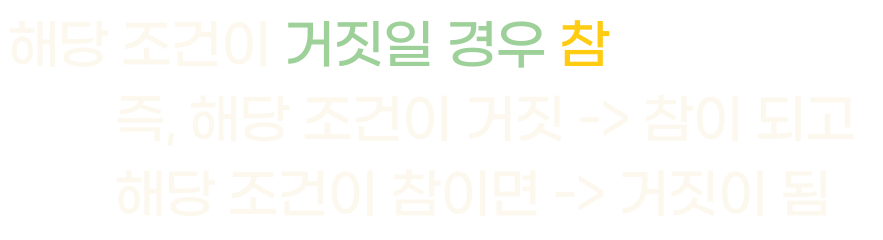 해당 조건이 거짓일 경우 참
즉, 해당 조건이 거짓 -> 참이 되고
해당 조건이 참이면 -> 거짓이 됨